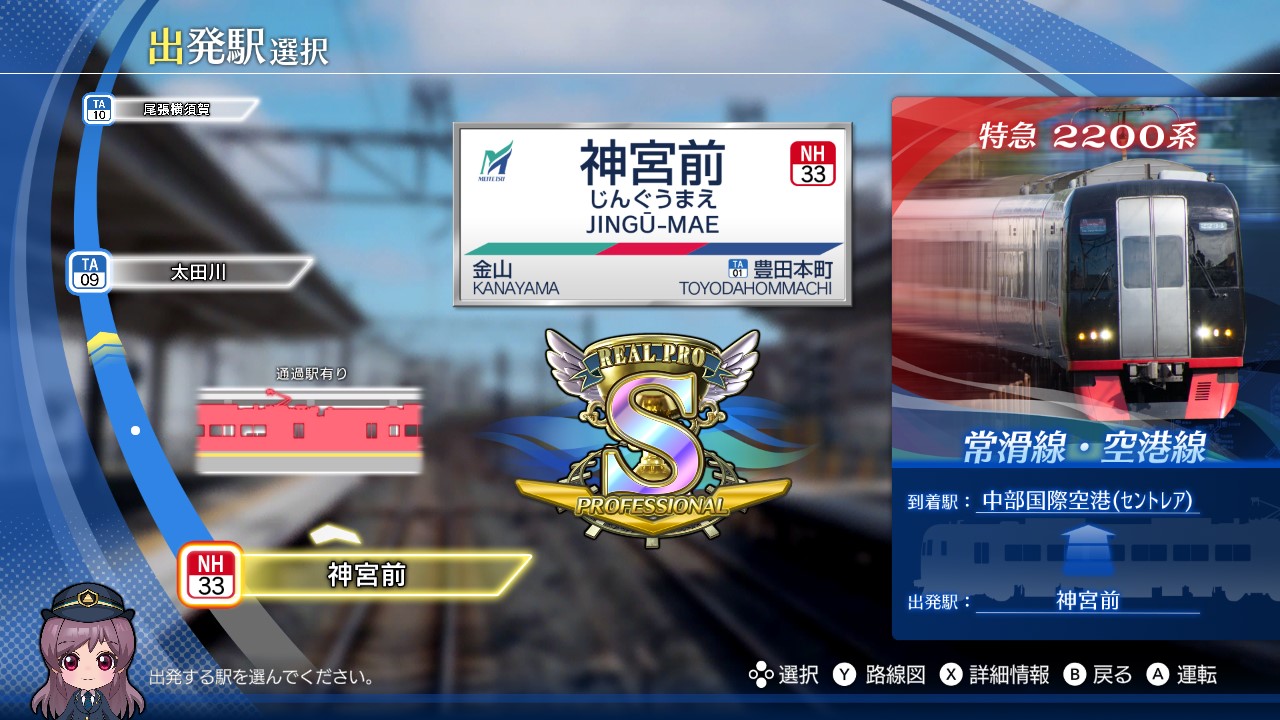 出発駅選択
TA
10
尾張横須賀
TA
09
太田川
通過駅有り
NH
33
神宮前
MEITETSU
神宮前
じんぐうまえ
JINGŪ-MAE
NH
33
金山
KANAYAMA
TA
01
豊田本町
TOYODAHOMMACHI
REAL PRO
S
PROFESSIONAL
特急 2200系
常滑線・空港線
到着駅： 中部国際空港(セントレア)
出発駅： 神宮前
出発する駅を選んでください。
選択 Y 路線図 X 詳細情報 B 戻る A 運転